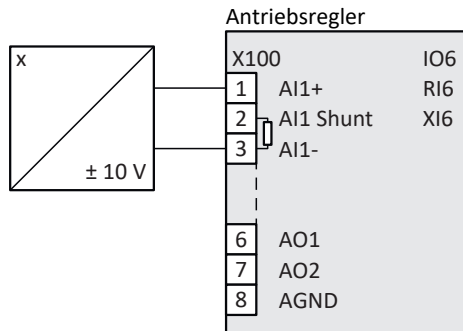 Antriebsregler
x
± 10 V
X100 IO6
1 AI1+ RI6
2 AI1 Shunt XI6
3 AI1-
6 AO1
7 AO2
8 AGND